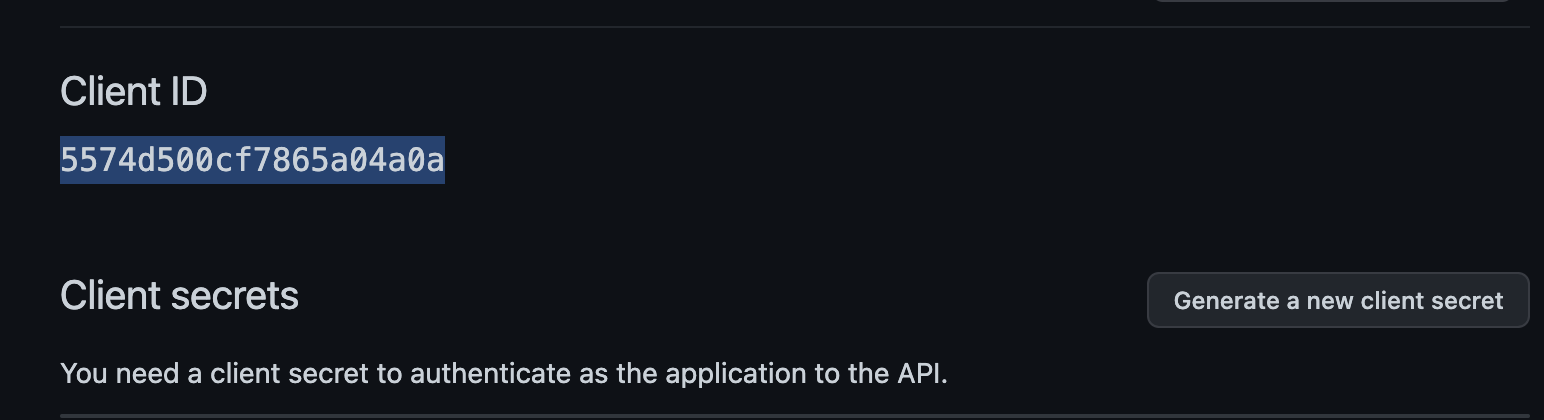 Client ID
5574d500cf7865a04a0a
Client secrets
Generate a new client secret
You need a client secret to authenticate as the application to the API.